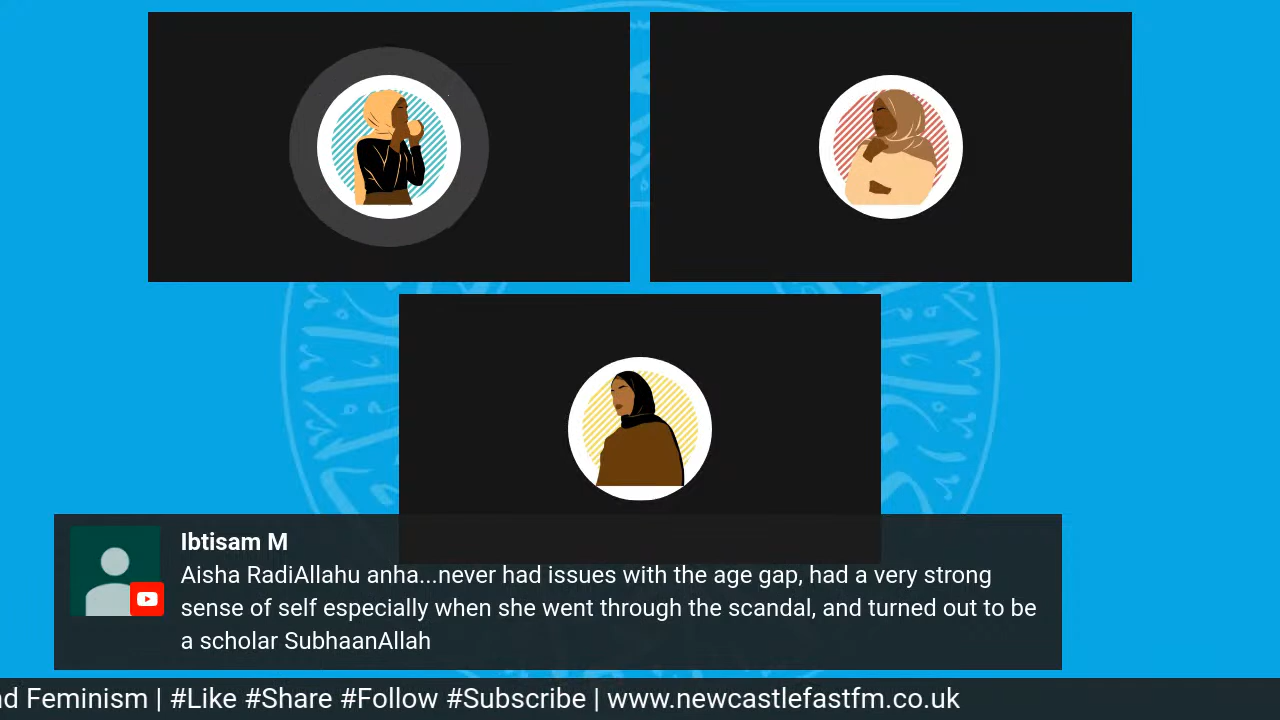 Ibtisam M
Aisha RadiAllahu anha...never had issues with the age gap, had a very strong
sense of self especially when she went through the scandal, and turned out to be
a scholar SubhaanAllah
d Feminism | #Like #Share #Follow #Subscribe | www.newcastlefastfm.co.uk